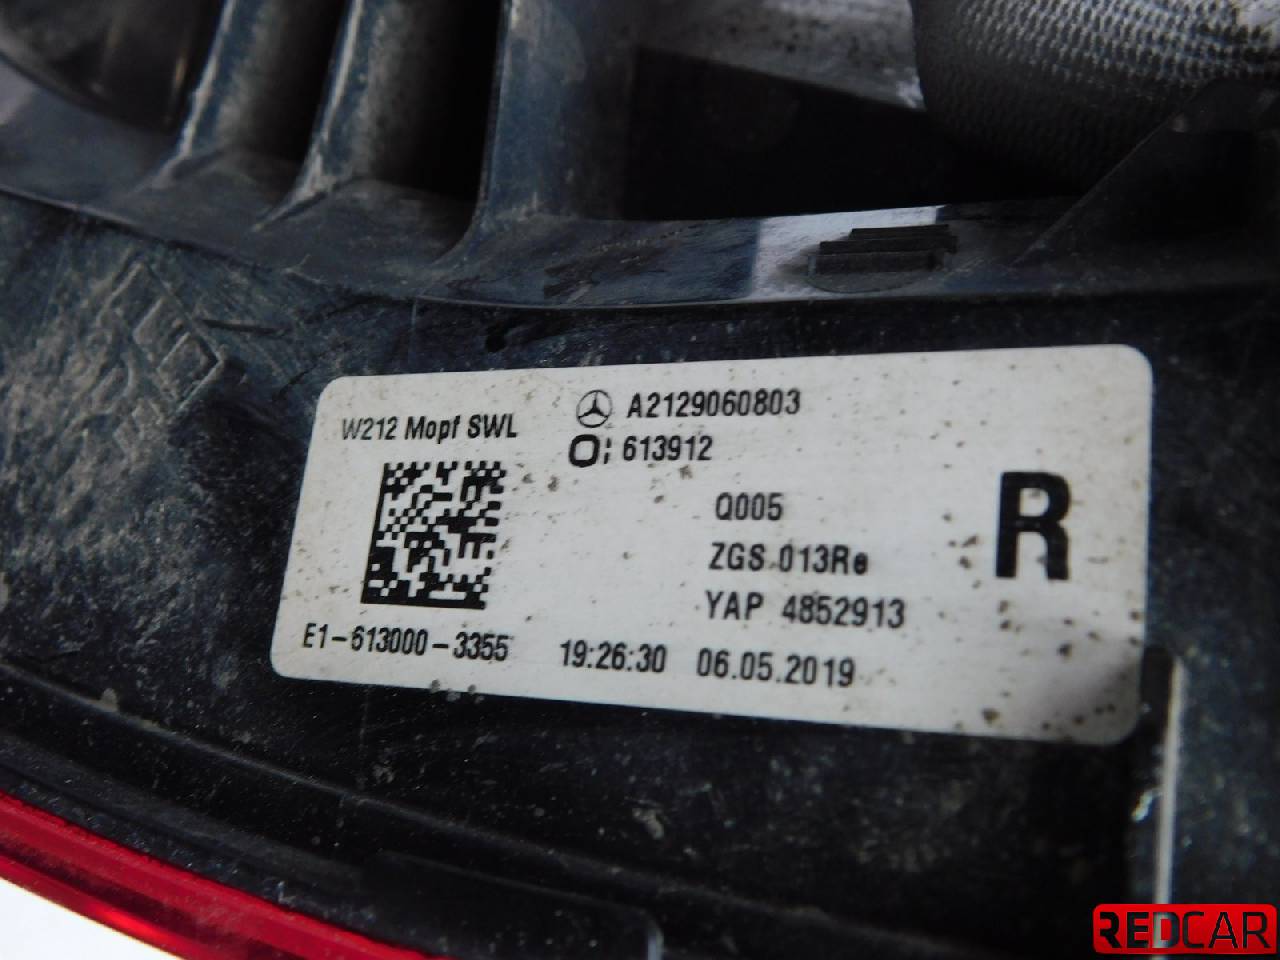 W212 Mopf SWL
A2129060803
O; 613912
Q005
R
ZGS 013Re
YAP 4852913
E1-613000-3355 19:26:30 06.05.2019
REDCAR